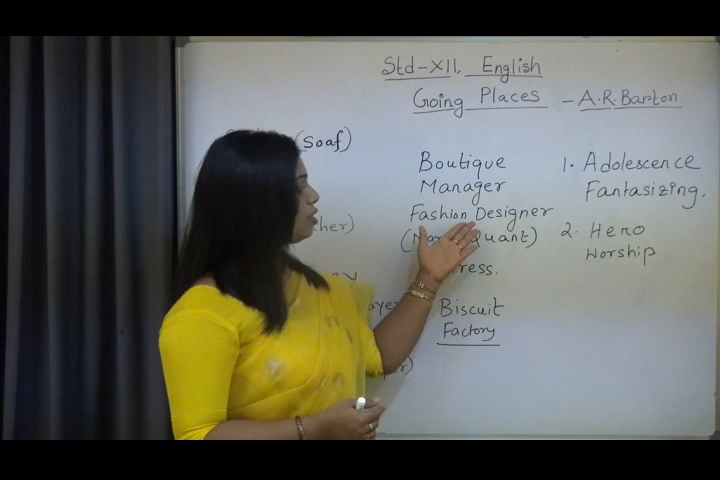 Std-XII, English
Going Places - A.R.Barton
(Soaf)
Boutique
Manager
Fashion Designer
Quant)
Biscuit
Factory
1. Adolescence
Fantasizing.
2. Hero
Worship